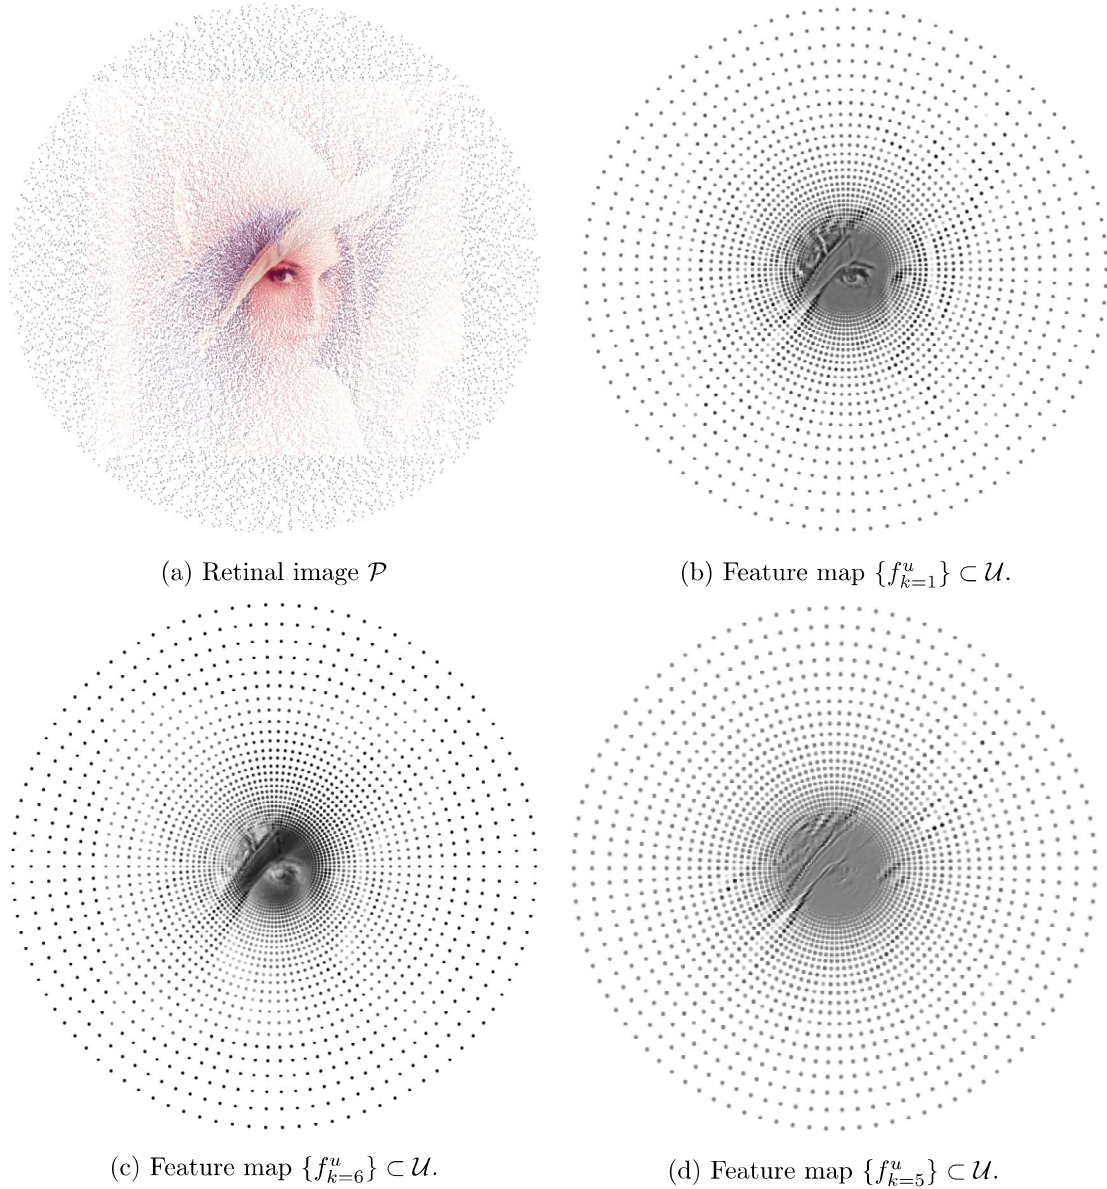 (a) Retinal image 𝒫
(b) Feature map {f^u_{k=1}} ⊂ 𝒰.
(c) Feature map {f^u_{k=6}} ⊂ 𝒰.
(d) Feature map {f^u_{k=5}} ⊂ 𝒰.